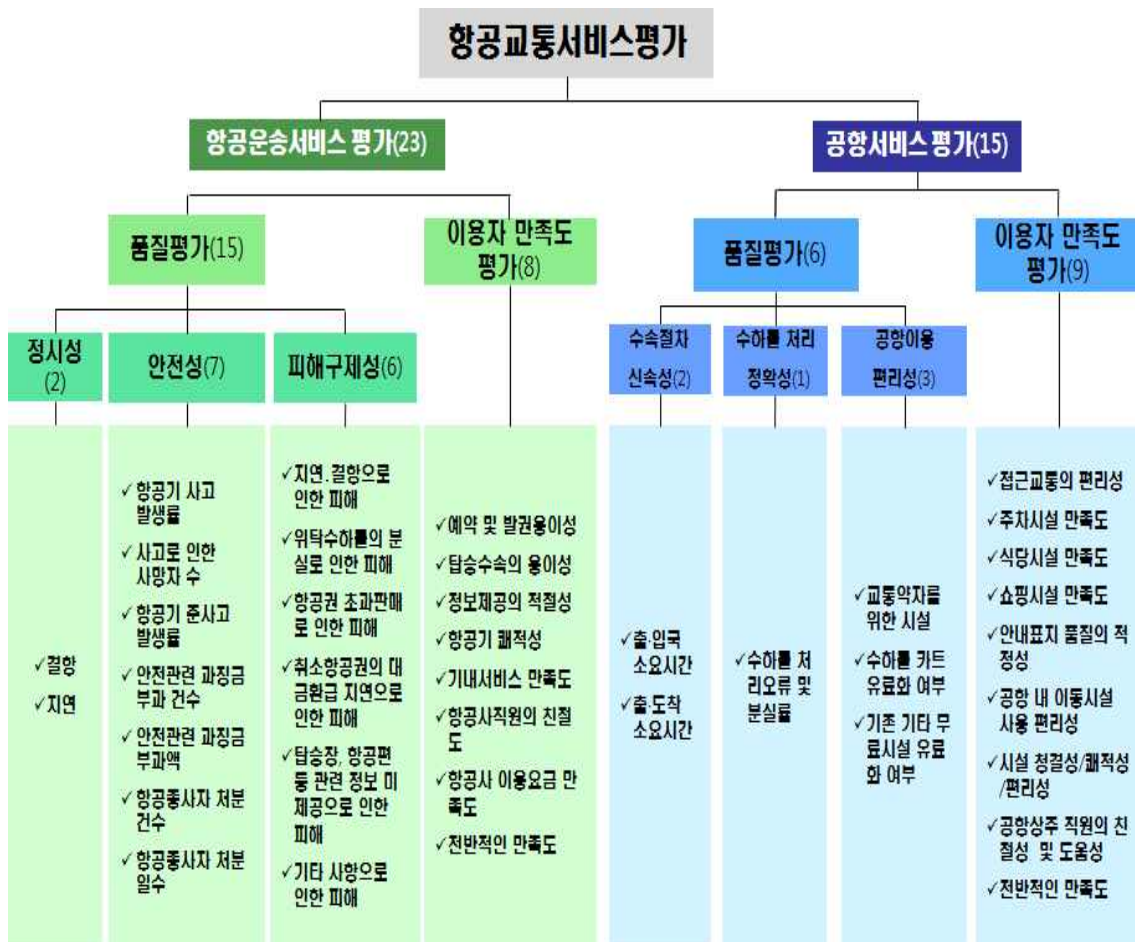 항공교통서비스평가
항공운송서비스 평가(23)
공항서비스평가(15)
품질평가(15)
이용자 만족도
평가(8)
품질평가(6)
이용자 만족도
평가(9)
정시성
(2)
안전성(7)
피해구제성(6)
수속절차
신속성(2)
수하물 처리
정확성(1)
공항이용
편리성(3)
✓결항
✓지연
✓항공기 사고
발생률
✓사고로 인한
사망자 수
✓항공기 준사고
발생률
✓안전관련 과징금
부과 건수
✓안전관련 과징금
부과액
✓항공종사자 처분
건수
✓항공종사자 처분
일수
✓지연.결항으로
인한 피해
✓위탁수하물의 분
실로 인한 피해
✓항공권 초과판매
로 인한 피해
✓취소항공권의 대
금환급 지연으로
인한 피해
✓탑승장, 항공편
등 관련 정보 미
제공으로 인한
피해
✓기타 사항으로
인한 피해
✓예약 및 발권용이성
✓탑승수속의 용이성
✓정보제공의 적절성
✓항공기 쾌적성
✓기내서비스 만족도
✓항공사직원의 친절
도
✓항공사 이용요금 만
족도
✓전반적인 만족도
✓출·입국
소요시간
✓출·도착
소요시간
✓수하물 처
리오류 및
분실률
✓교통약자를
위한 시설
✓수하물 카트
유료화 여부
✓기존 기타 무
료시설 유료
화 여부
✓접근교통의 편리성
✓주차시설 만족도
✓식당시설 만족도
✓쇼핑시설 만족도
✓안내표지 품질의 적
정성
✓공항 내 이동시설
사용 편리성
✓시설 청결성/쾌적성
/편리성
✓공항상주 직원의 친
절성 및 도움성
✓전반적인 만족도